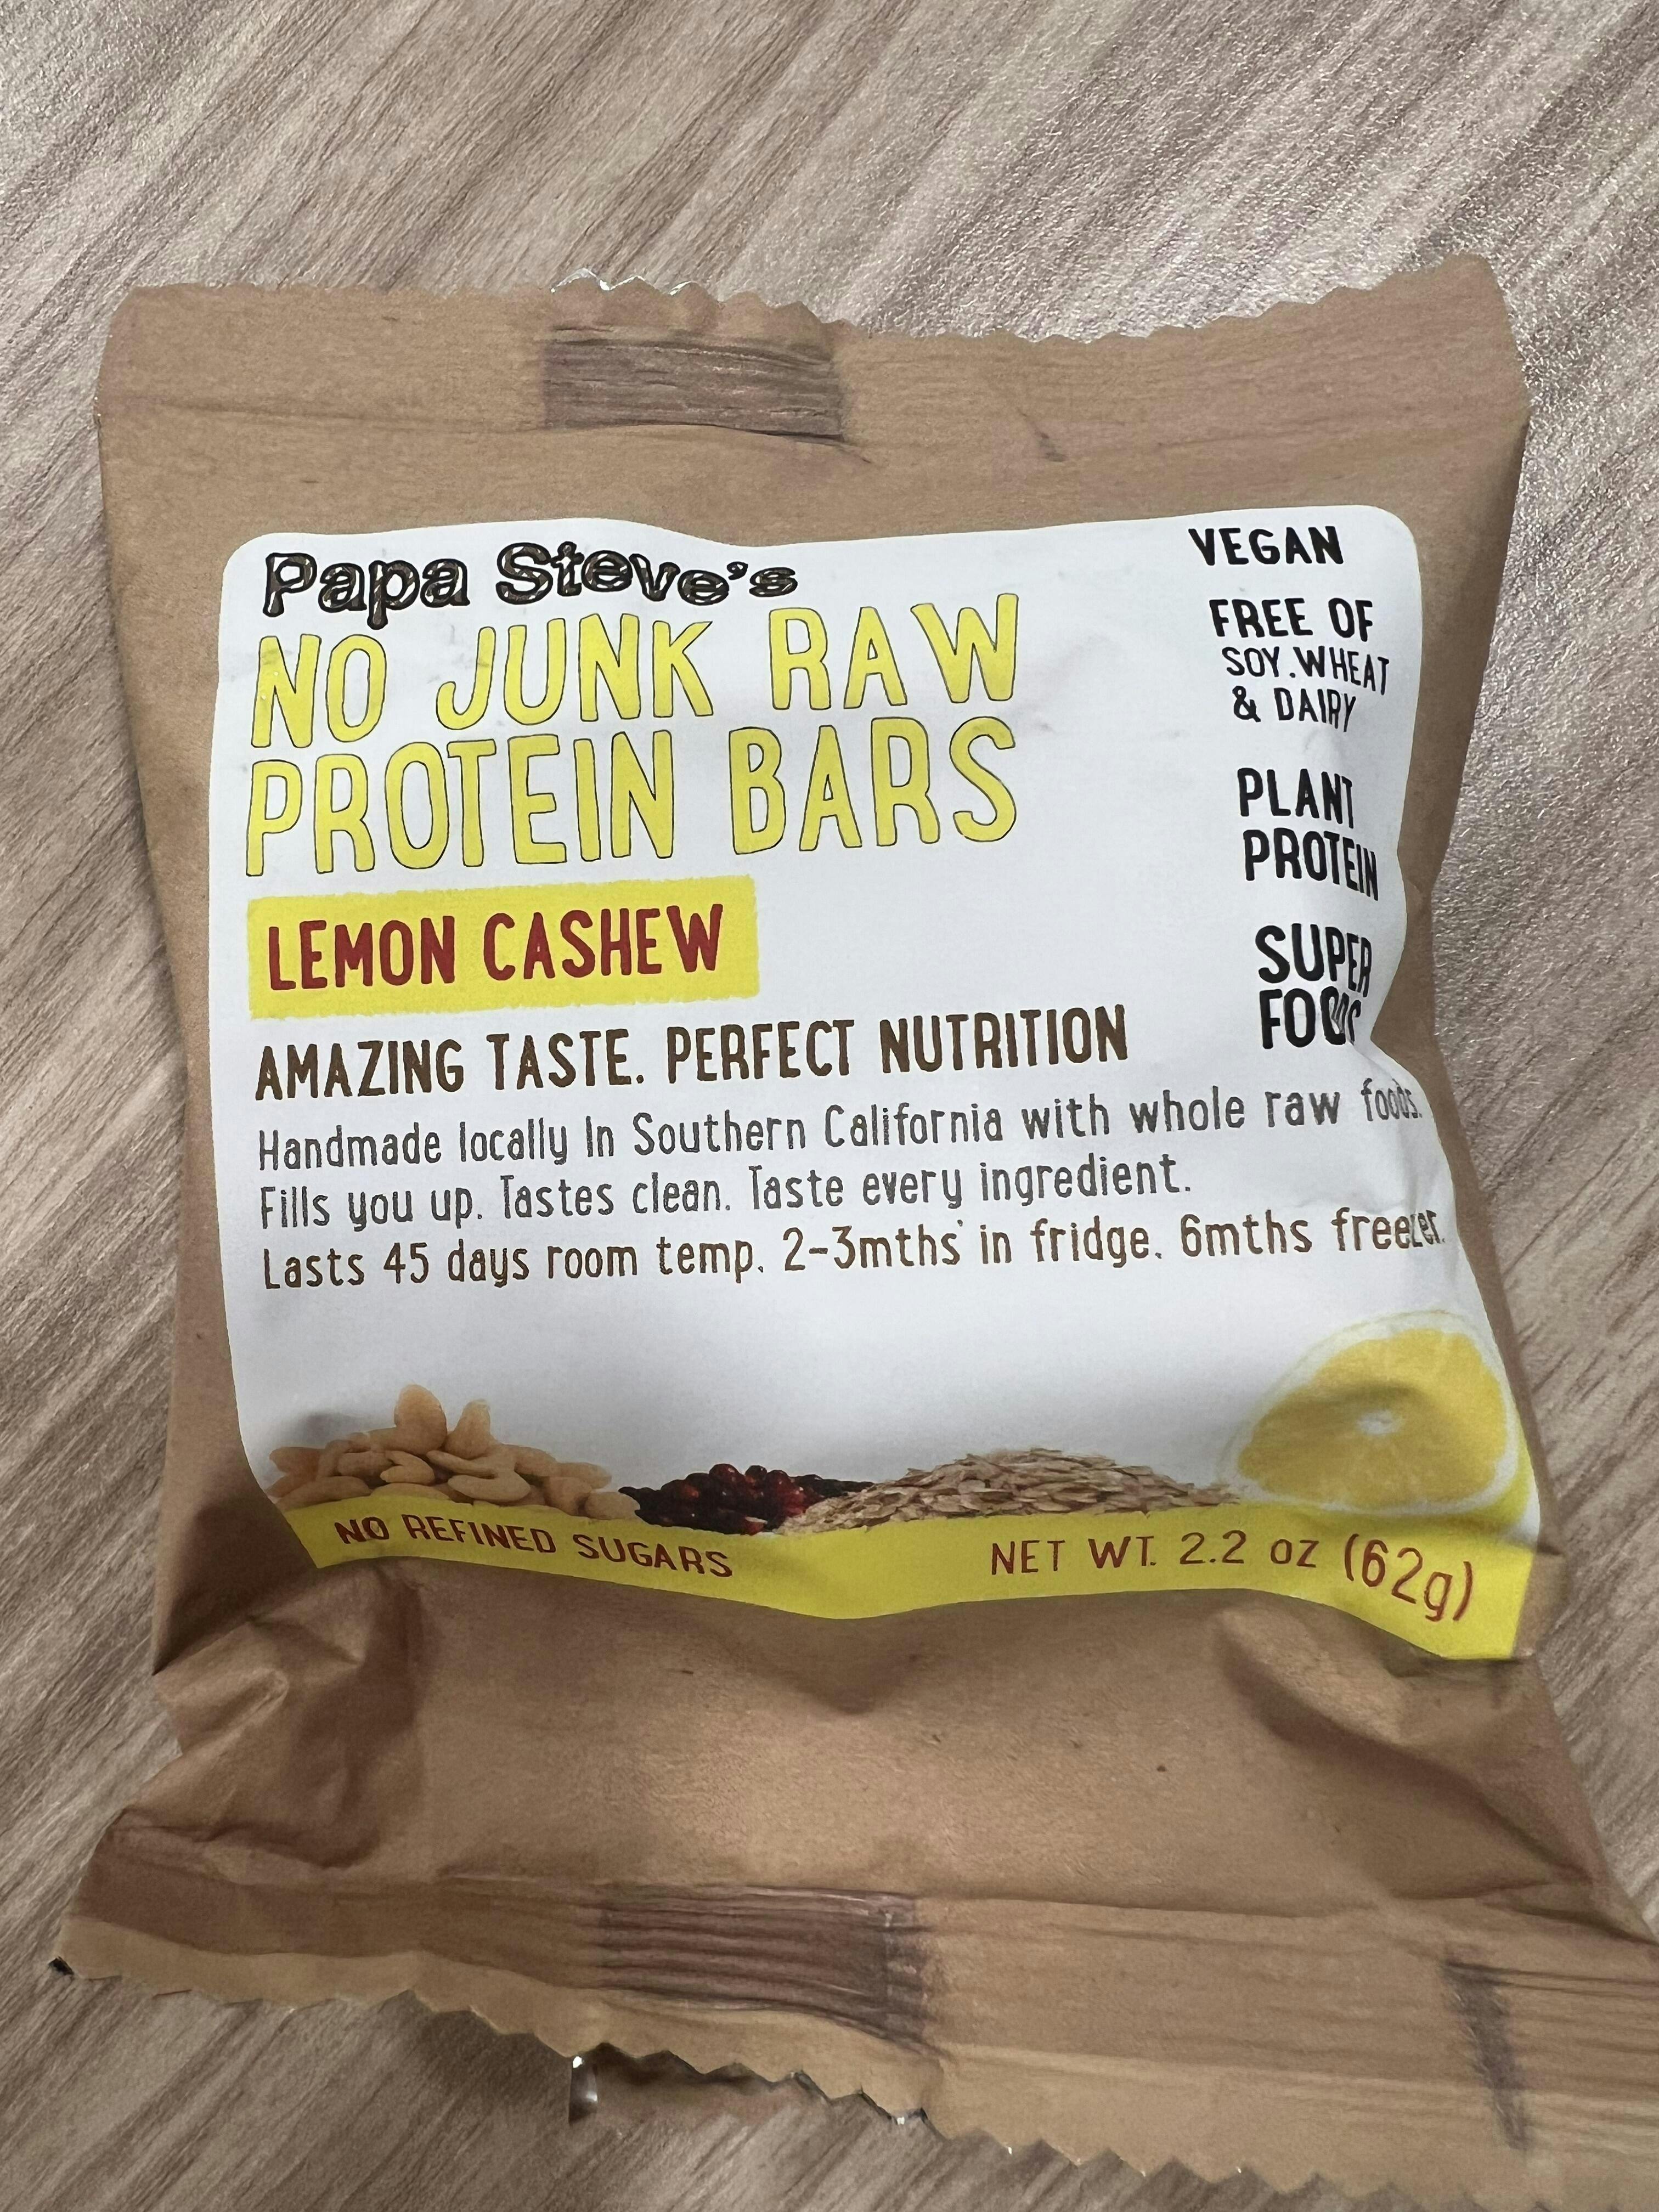 Papa Steve's
NO JUNK RAW
PROTEIN BARS
LEMON CASHEW
AMAZING TASTE. PERFECT NUTRITION
Handmade locally In Southern California with whole raw foods.
Fills you up. Tastes clean. Taste every ingredient.
Lasts 45 days room temp. 2-3mths in fridge. 6mths freezer.
VEGAN
FREE OF
SOY.WHEAT
& DAIRY
PLANT
PROTEIN
SUPER
NO REFINED SUGARS
NET WT. 2.2 oz (62g)